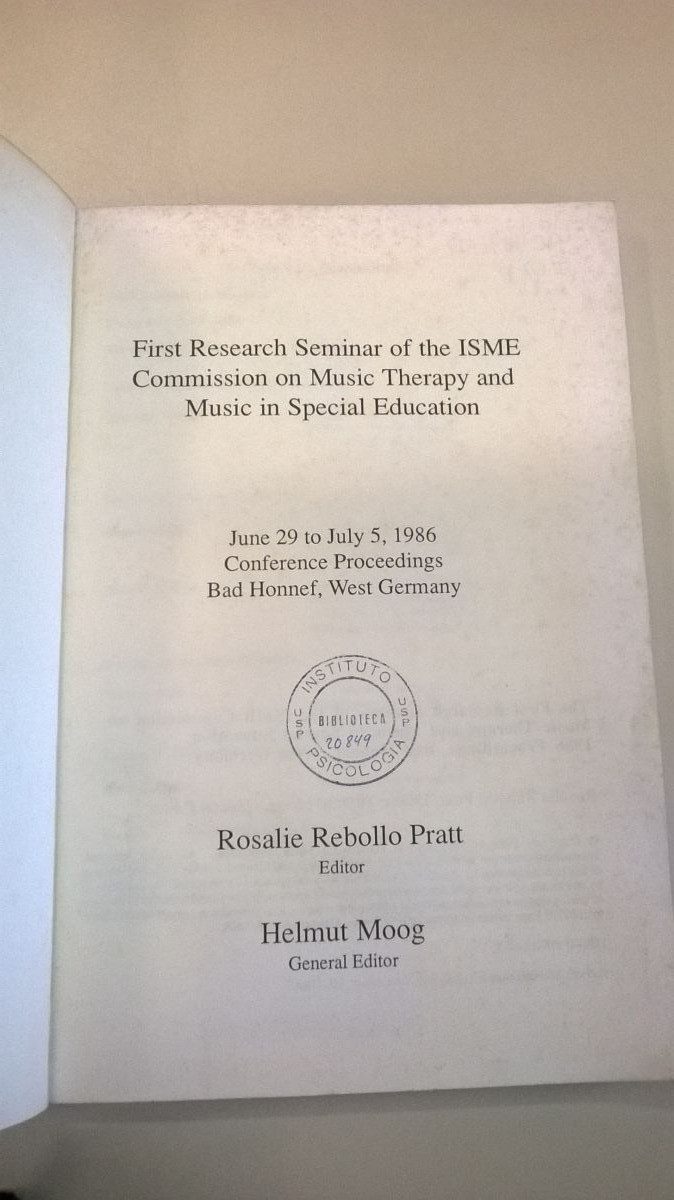 First Research Seminar of the ISME
Commission on Music Therapy and
Music in Special Education
June 29 to July 5, 1986
Conference Proceedings
Bad Honnef, West Germany
INSTITUTO
USP
BIBLIOTECA
USP
20849
PSICOLOGIA
Rosalie Rebollo Pratt
Editor
Helmut Moog
General Editor